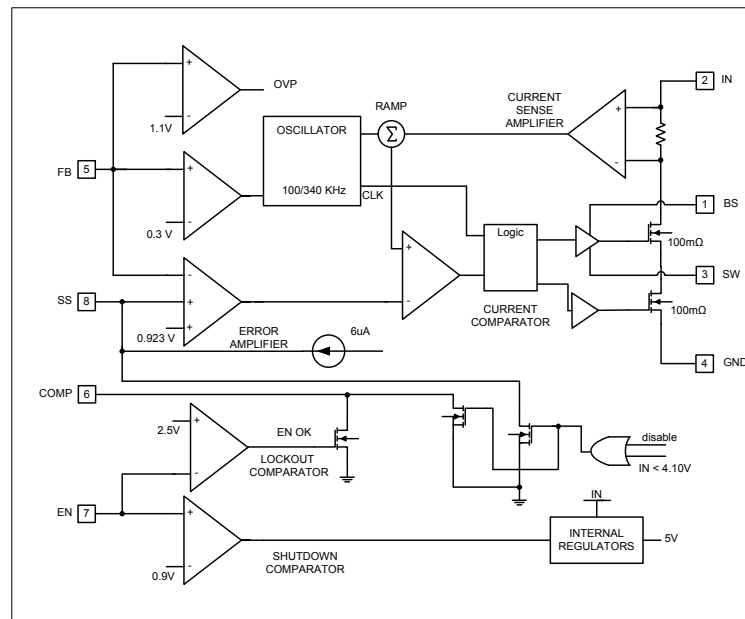 OVP
1.1V
FB
5
0.3 V
OSCILLATOR
100/340 KHz
CLK
RAMP
Σ
CURRENT
SENSE
AMPLIFIER
2
IN
1
BS
100mΩ
3
SW
100mΩ
4
GND
Logic
CURRENT
COMPARATOR
SS
8
0.923 V
ERROR
AMPLIFIER
6uA
COMP
6
2.5V
EN OK
LOCKOUT
COMPARATOR
disable
IN < 4.10V
EN
7
0.9V
SHUTDOWN
COMPARATOR
IN
INTERNAL
REGULATORS
5V